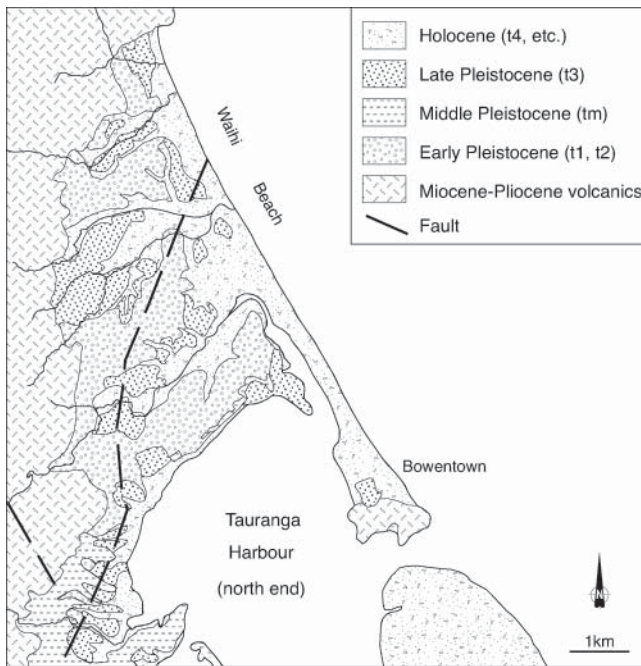 Holocene (t4, etc.)
Late Pleistocene (t3)
Middle Pleistocene (tm)
Early Pleistocene (t1, t2)
Miocene-Pliocene volcanics
Fault
Waihi
Beach
Bowentown
Tauranga
Harbour
(north end)
N
1km